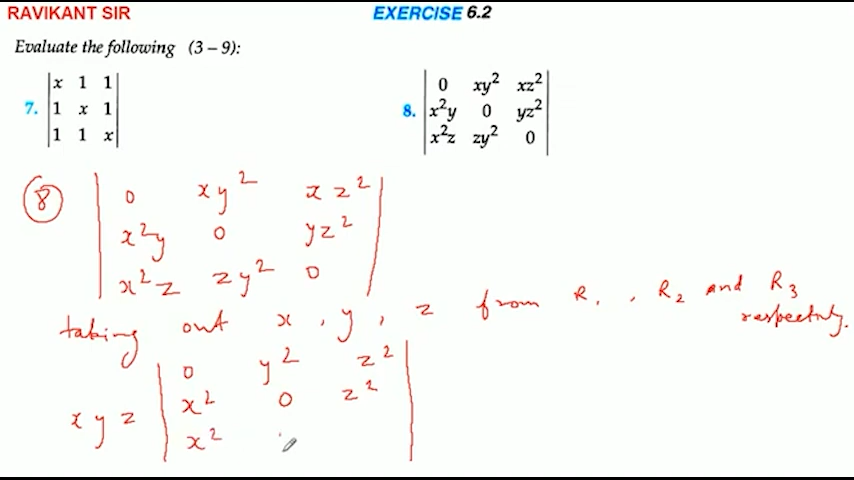 RAVIKANT SIR EXERCISE 6.2
Evaluate the following (3 – 9):
7. |x 1 1| 8. |0 xy² xz²|
|1 x 1| |x²y 0 yz²|
|1 1 x| |x²z zy² 0|
8 |0 xy² xz²|
|x²y 0 yz²|
|x²z zy² 0|
taking out x, y, z from R₁, R₂ and R₃
respectively.
|0 y² z²|
xyz |x² 0 z²|
|x²